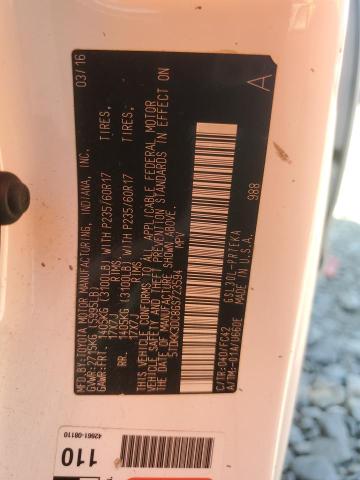 MFD.BY:TOYOTA MOTOR MANUFACTURING, INDIANA, INC. 03/16
GVWR:2715KG (5995LB)
GAWR:FRT. 1405KG (3100LB) WITH P235/60R17 TIRES,
17X7J RIMS
RR. 1405KG (3100LB) WITH P235/60R17 TIRES,
17X7J RIMS
THIS VEHICLE CONFORMS TO ALL APPLICABLE FEDERAL MOTOR
VEHICLE SAFETY AND THEFT PREVENTION STANDARDS IN EFFECT ON
THE DATE OF MANUFACTURE SHOWN ABOVE.
5TDKK3DC8GS723594 MPV
988 A
C/TR:040/FC42 GSL30L-PRTEKA
A/TM:-01A/U660E MADE IN U.S.A.
42661-08110
110